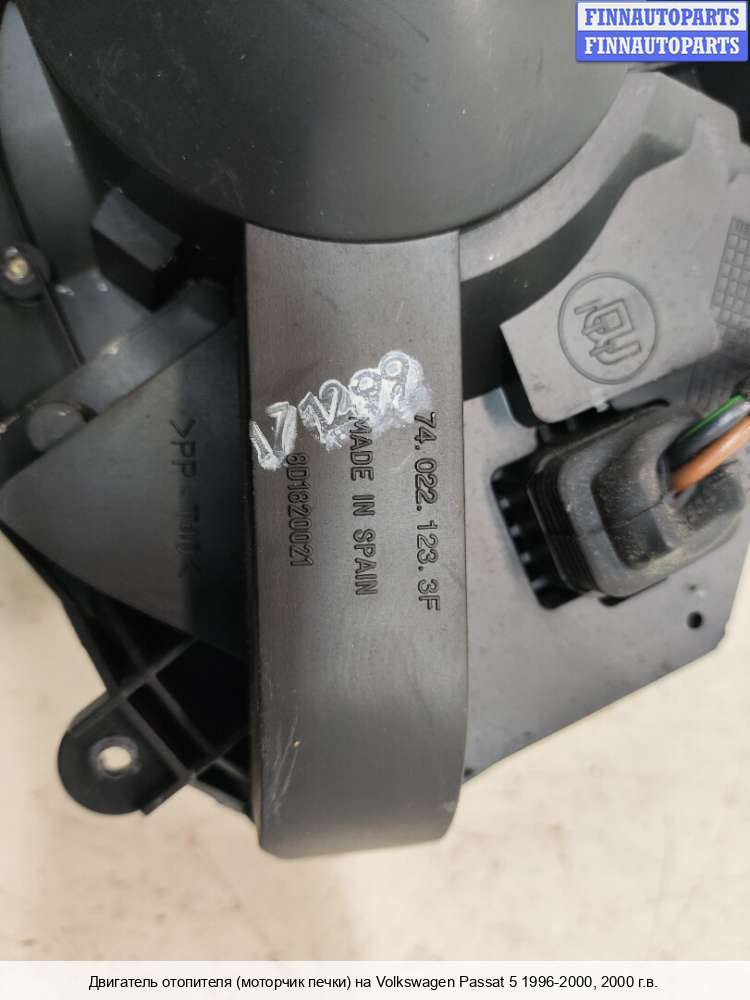 FINNAUTOPARTS
FINNAUTOPARTS
74.022.123.3F
MADE IN SPAIN
8D1820021
Двигатель отопителя (моторчик печки) на Volkswagen Passat 5 1996-2000, 2000 г.в.